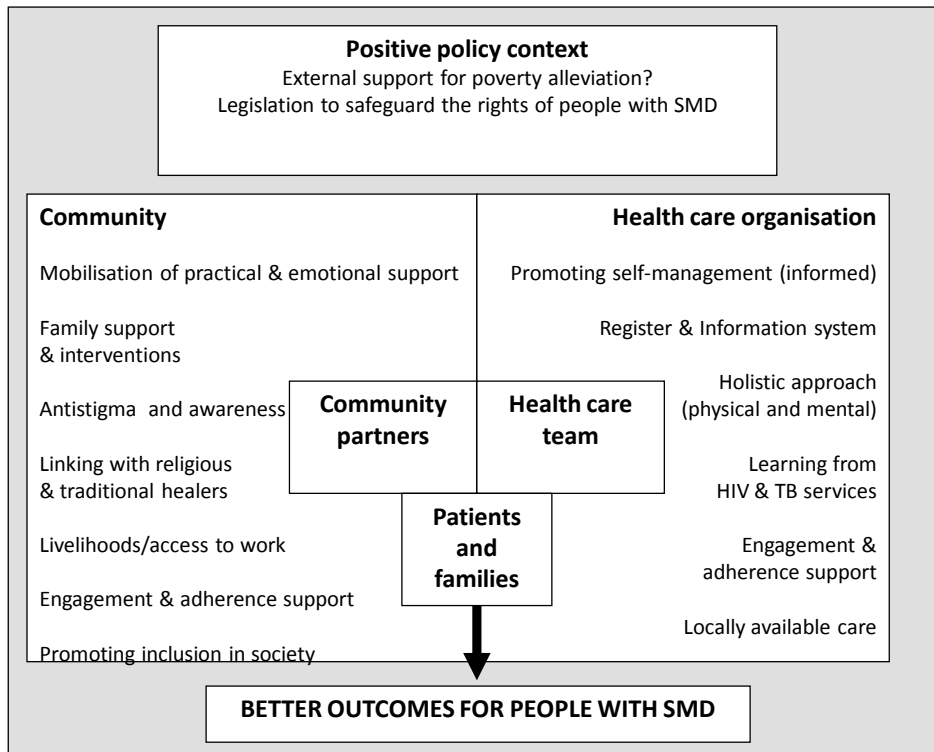 Positive policy context
External support for poverty alleviation?
Legislation to safeguard the rights of people with SMD
Community
Mobilisation of practical & emotional support
Family support
& interventions
Antistigma and awareness
Linking with religious
& traditional healers
Livelihoods/access to work
Engagement & adherence support
Promoting inclusion in society
Health care organisation
Promoting self-management (informed)
Register & Information system
Holistic approach
(physical and mental)
Learning from
HIV & TB services
Engagement &
adherence support
Locally available care
Community
partners
Health care
team
Patients
and
families
BETTER OUTCOMES FOR PEOPLE WITH SMD